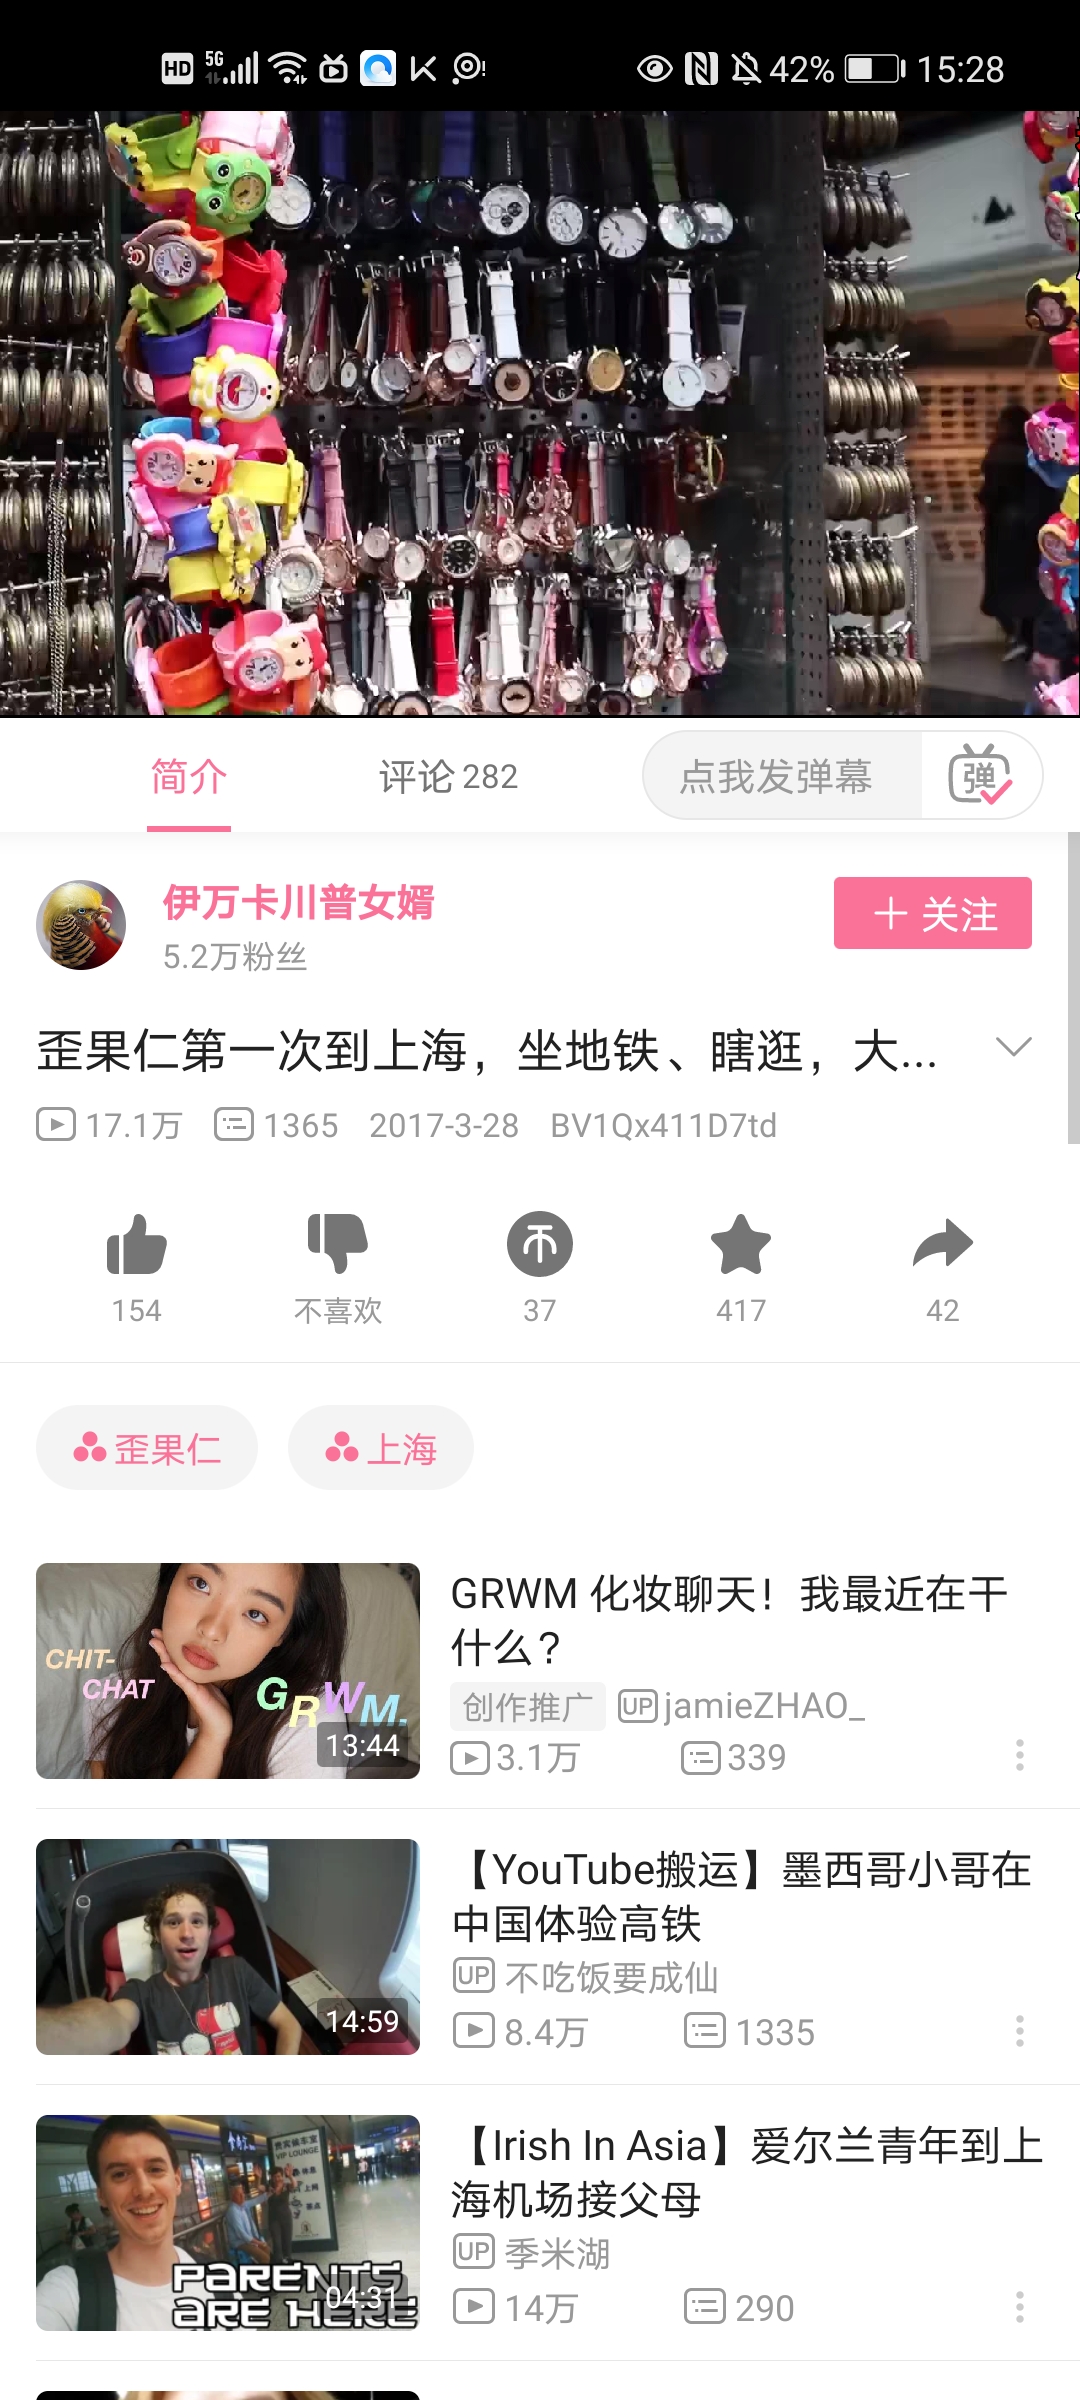 HD 5G 42% 15:28
简介 评论 282 点我发弹幕 弹
伊万卡川普女婿
5.2万粉丝
+ 关注
歪果仁第一次到上海，坐地铁、瞎逛，大...
17.1万 1365 2017-3-28 BV1Qx411D7td
154 不喜欢 37 417 42
歪果仁 上海
CHIT-
CHAT
GRWM.
13:44
GRWM 化妆聊天！我最近在干
什么？
创作推广 UP jamieZHAO_
3.1万 339
14:59
【YouTube搬运】墨西哥小哥在
中国体验高铁
UP 不吃饭要成仙
8.4万 1335
VIP LOUNGE
PARENTS
ARE HERE
04:31
【Irish In Asia】爱尔兰青年到上
海机场接父母
UP 季米湖
14万 290